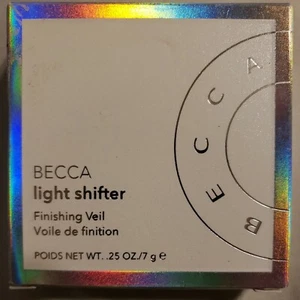 BECCA
BECCA
light shifter
Finishing Veil
Voile de finition
POIDS NET WT. .25 OZ./7 g e